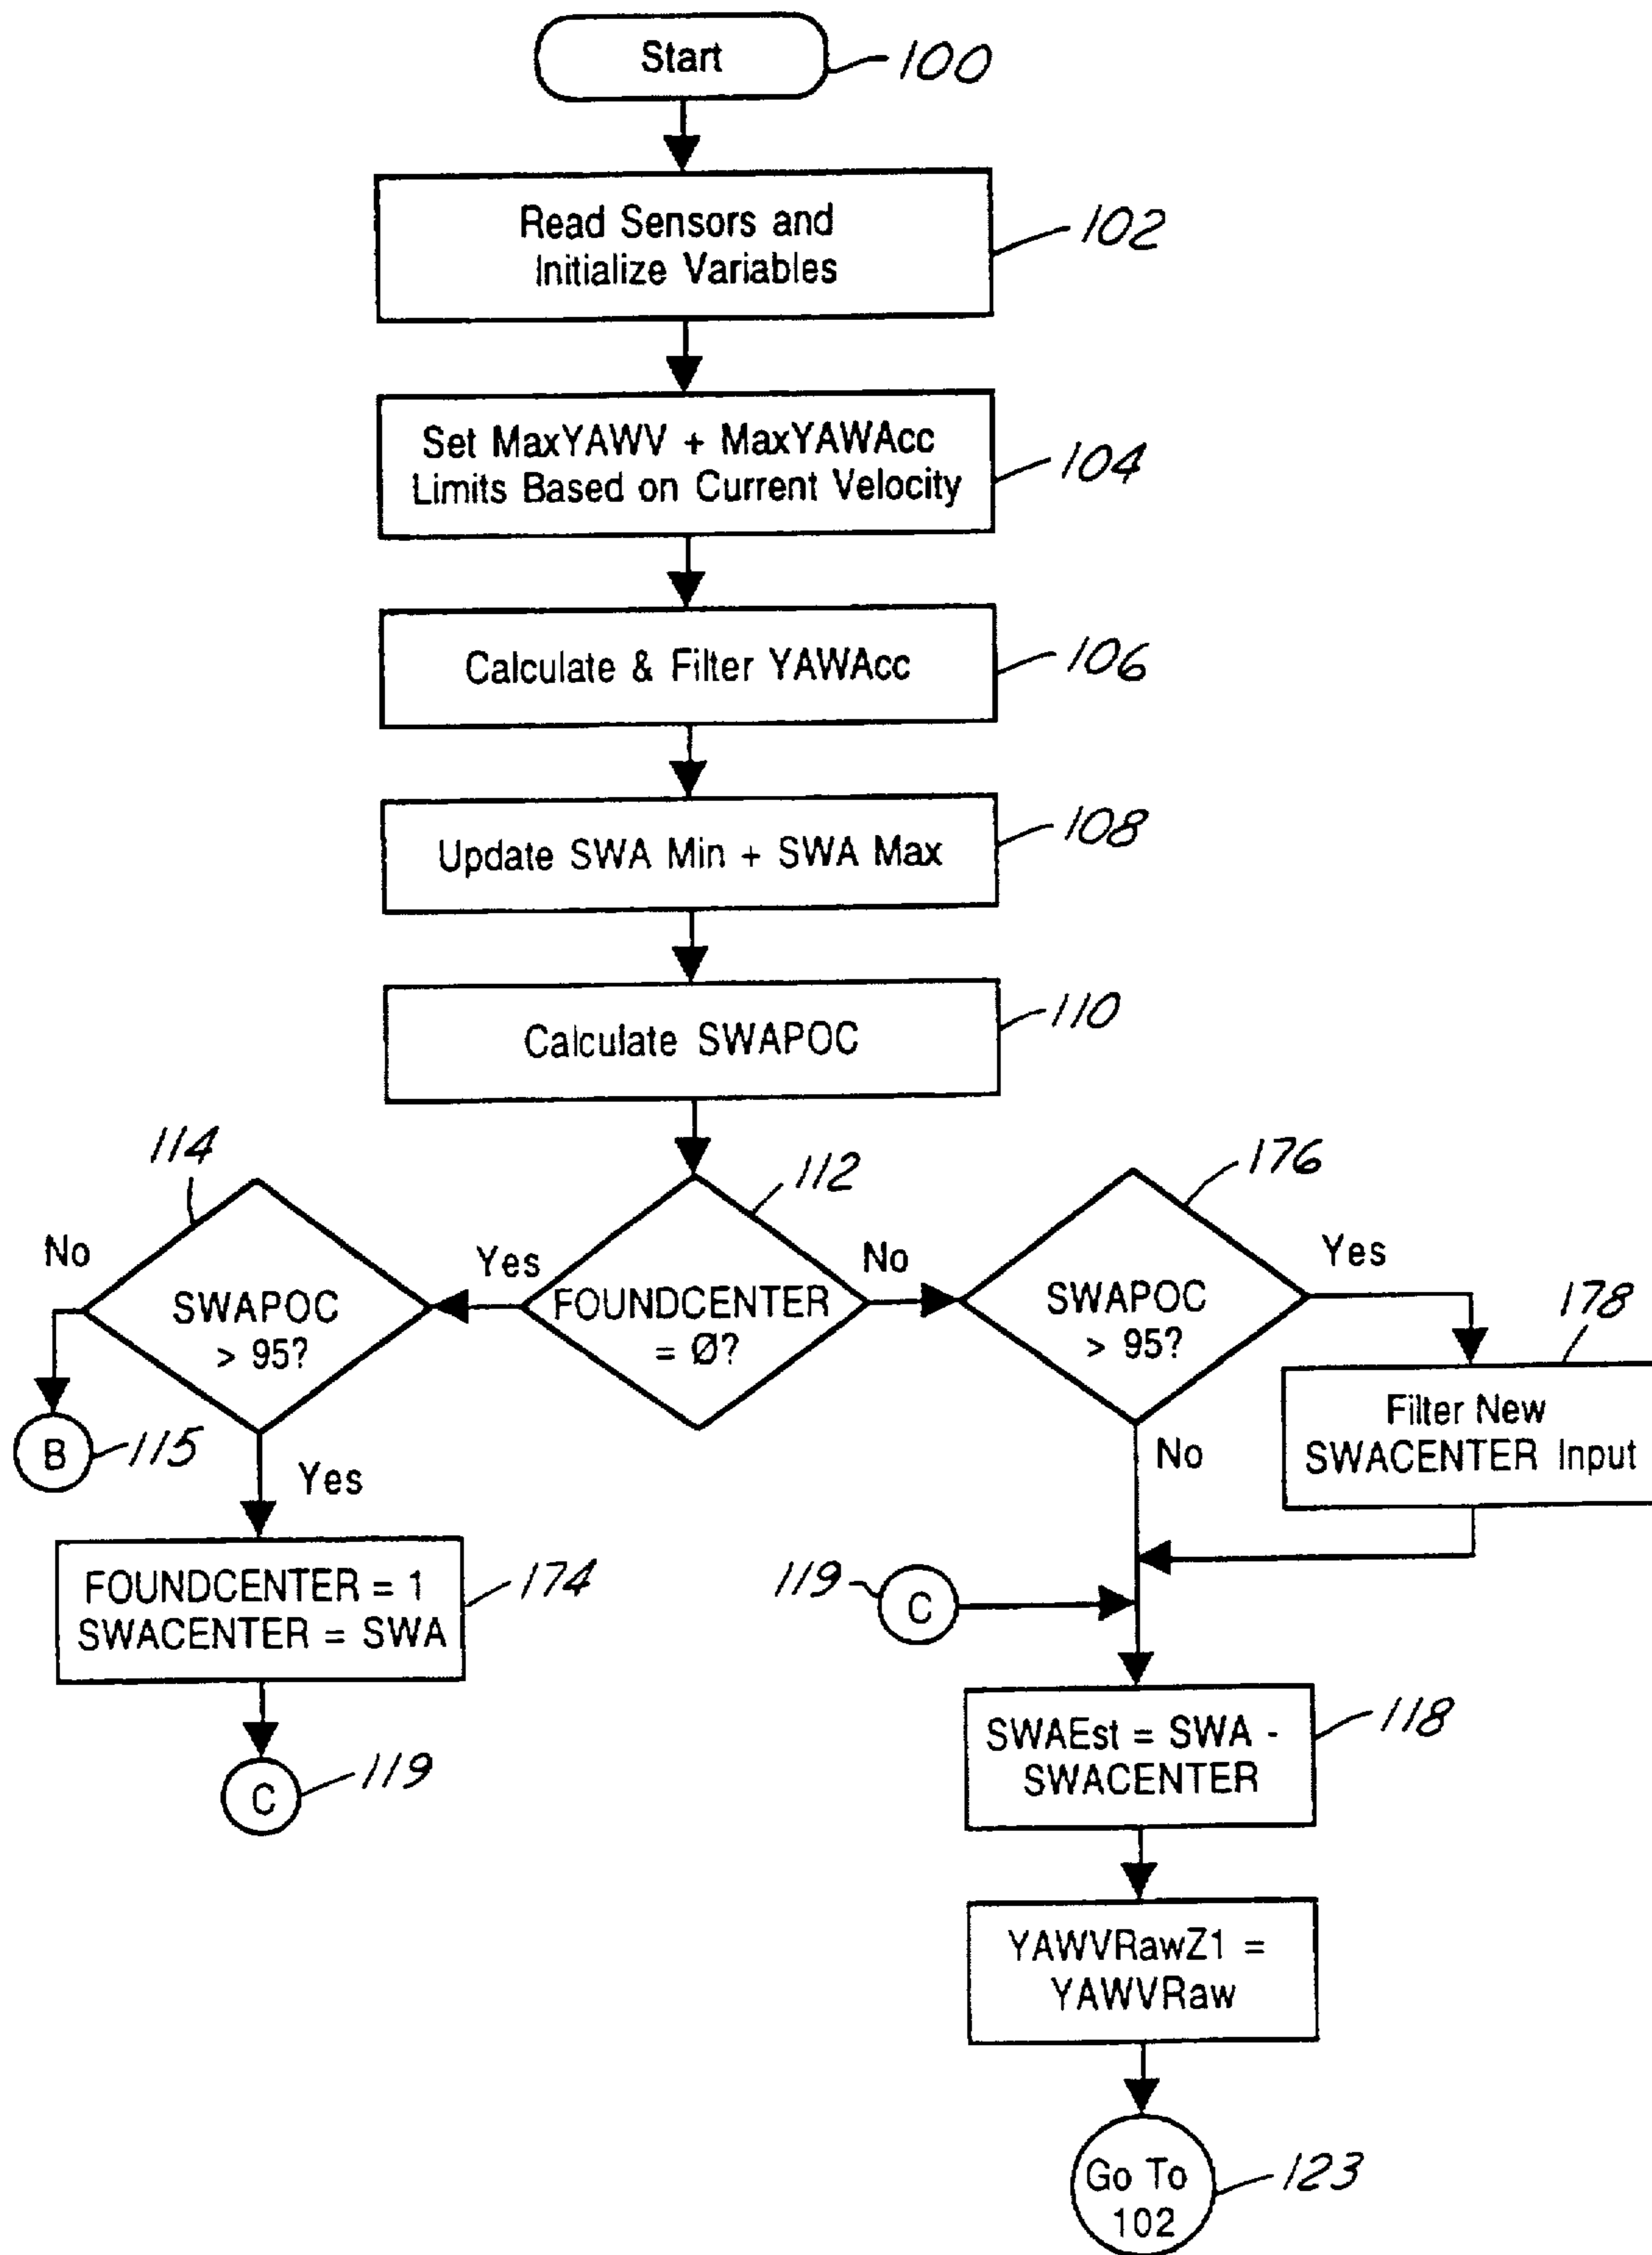 Start
100
Read Sensors and
Initialize Variables
102
Set MaxYAWV + MaxYAWAcc
Limits Based on Current Velocity
104
Calculate & Filter YAWAcc
106
Update SWA Min + SWA Max
108
Calculate SWAPOC
110
114
112
176
No
Yes
No
Yes
SWAPOC
> 95?
FOUNDCENTER
= Ø?
SWAPOC
> 95?
178
Filter New
SWACENTER Input
B
115
Yes
No
FOUNDCENTER = 1
SWACENTER = SWA
174
119
C
C
119
SWAEst = SWA -
SWACENTER
118
YAWVRawZ1 =
YAWVRaw
Go To
102
123